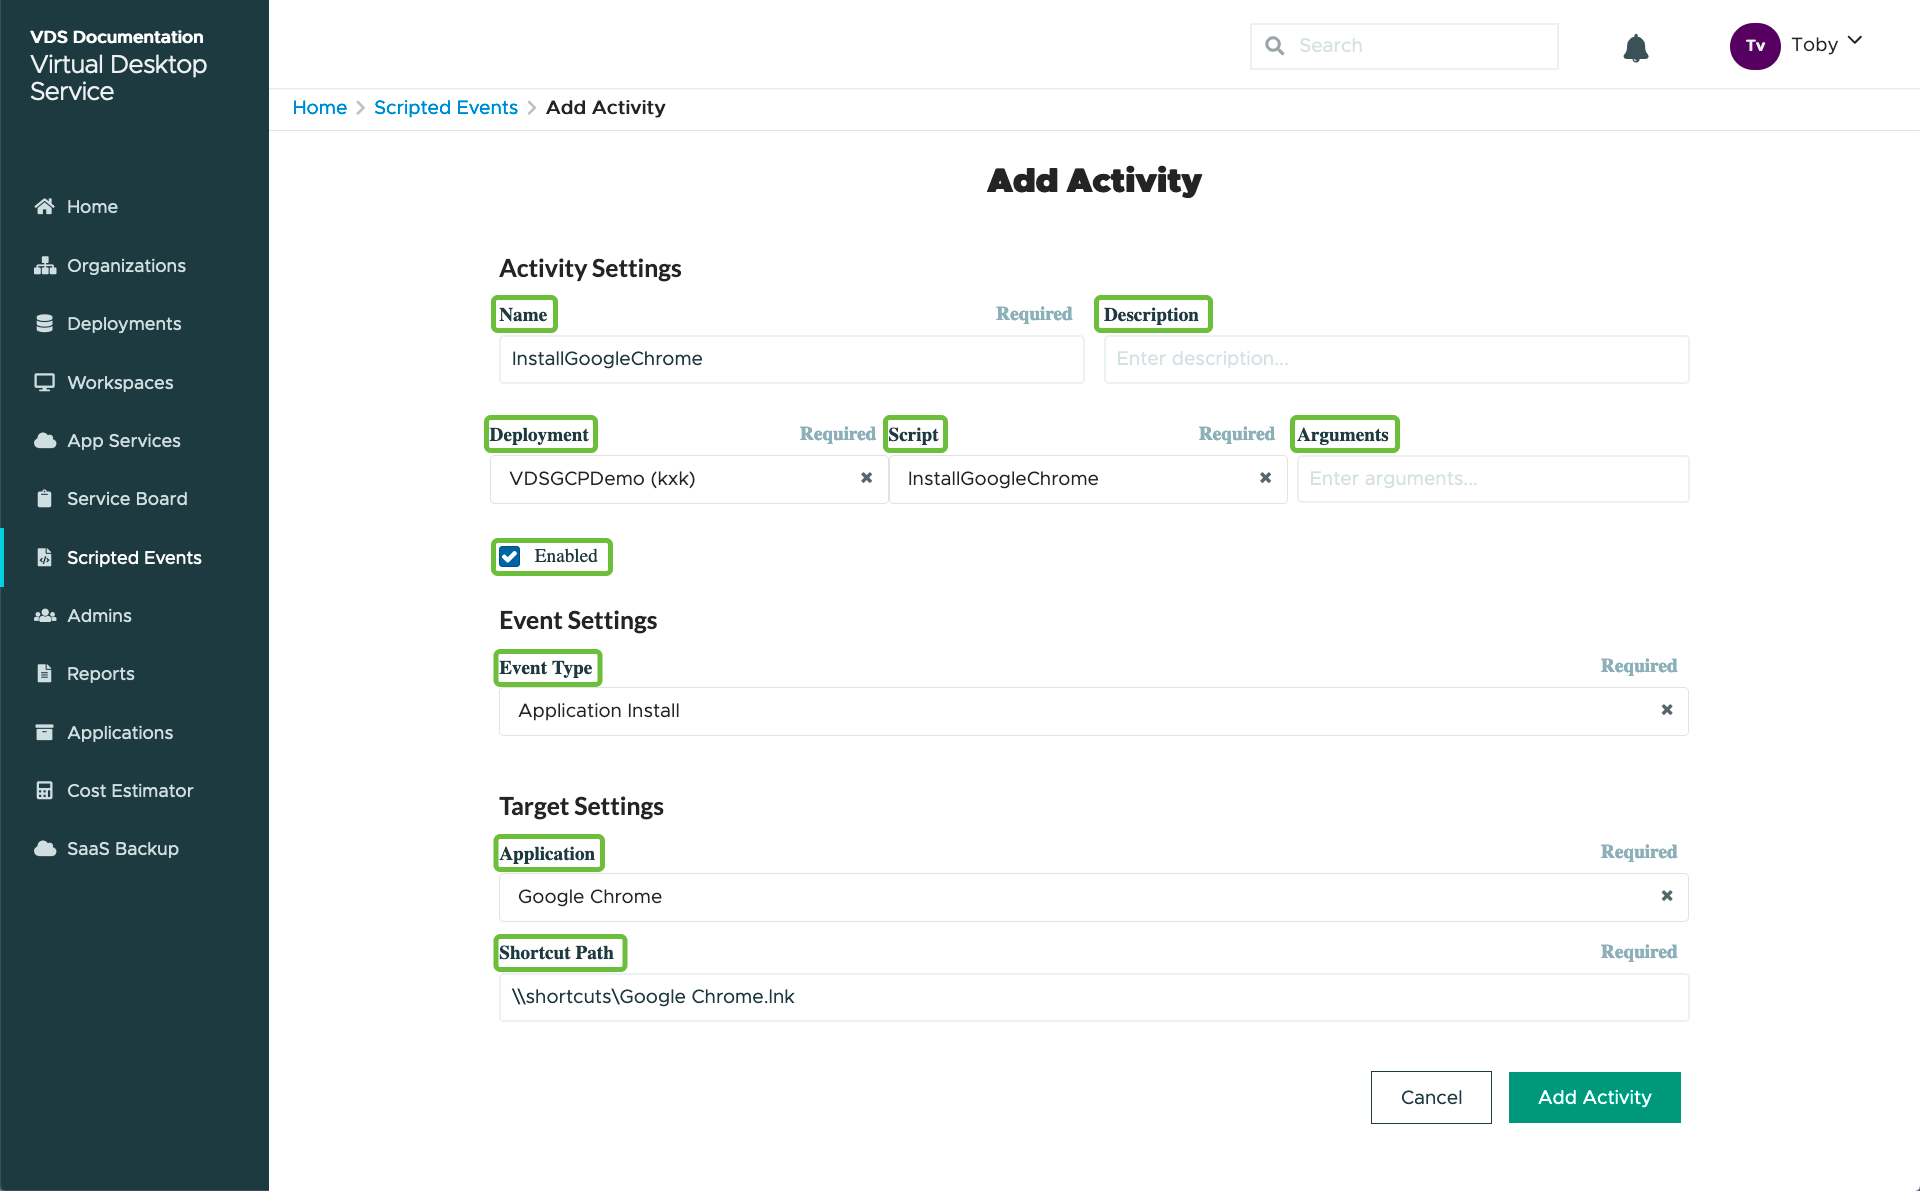 VDS Documentation
Virtual Desktop
Service
Search
Tv
Toby
Home
Scripted Events
Add Activity
Home
Organizations
Deployments
Workspaces
App Services
Service Board
Scripted Events
Admins
Reports
Applications
Cost Estimator
SaaS Backup
Add Activity
Activity Settings
Name Required Description
InstallGoogleChrome Enter description...
Deployment Required Script Required Arguments
VDSGCPDemo (kxk) InstallGoogleChrome Enter arguments...
Enabled
Event Settings
Event Type Required
Application Install
Target Settings
Application Required
Google Chrome
Shortcut Path Required
\\shortcuts\Google Chrome.lnk
Cancel Add Activity